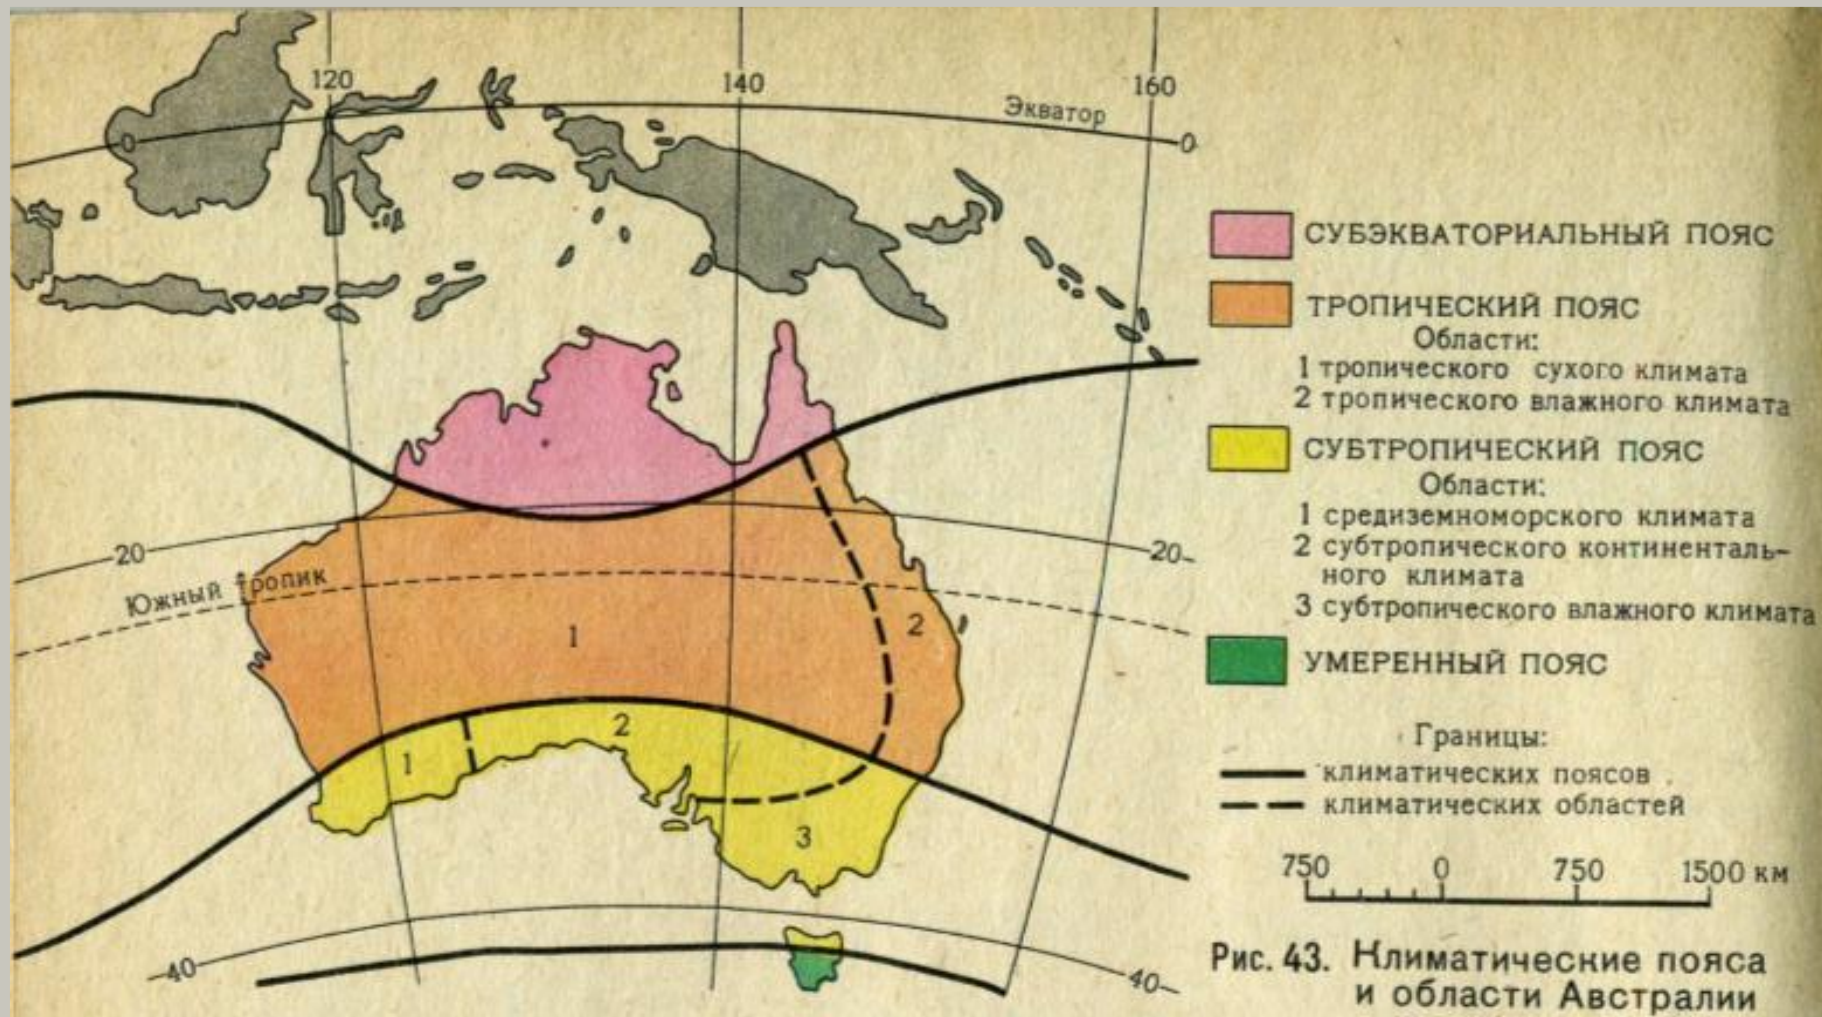 120
140
160
Экватор
0
0
СУБЭКВАТОРИАЛЬНЫЙ ПОЯС
ТРОПИЧЕСКИЙ ПОЯС
Области:
1 тропического сухого климата
2 тропического влажного климата
СУБТРОПИЧЕСКИЙ ПОЯС
Области:
1 средиземноморского климата
2 субтропического континенталь-
ного климата
3 субтропического влажного климата
УМЕРЕННЫЙ ПОЯС
Границы:
климатических поясов
климатических областей
750 0 750 1500 км
Рис. 43. Климатические пояса
и области Австралии
20
20
Южный тропик
1
2
1
2
3
40
40